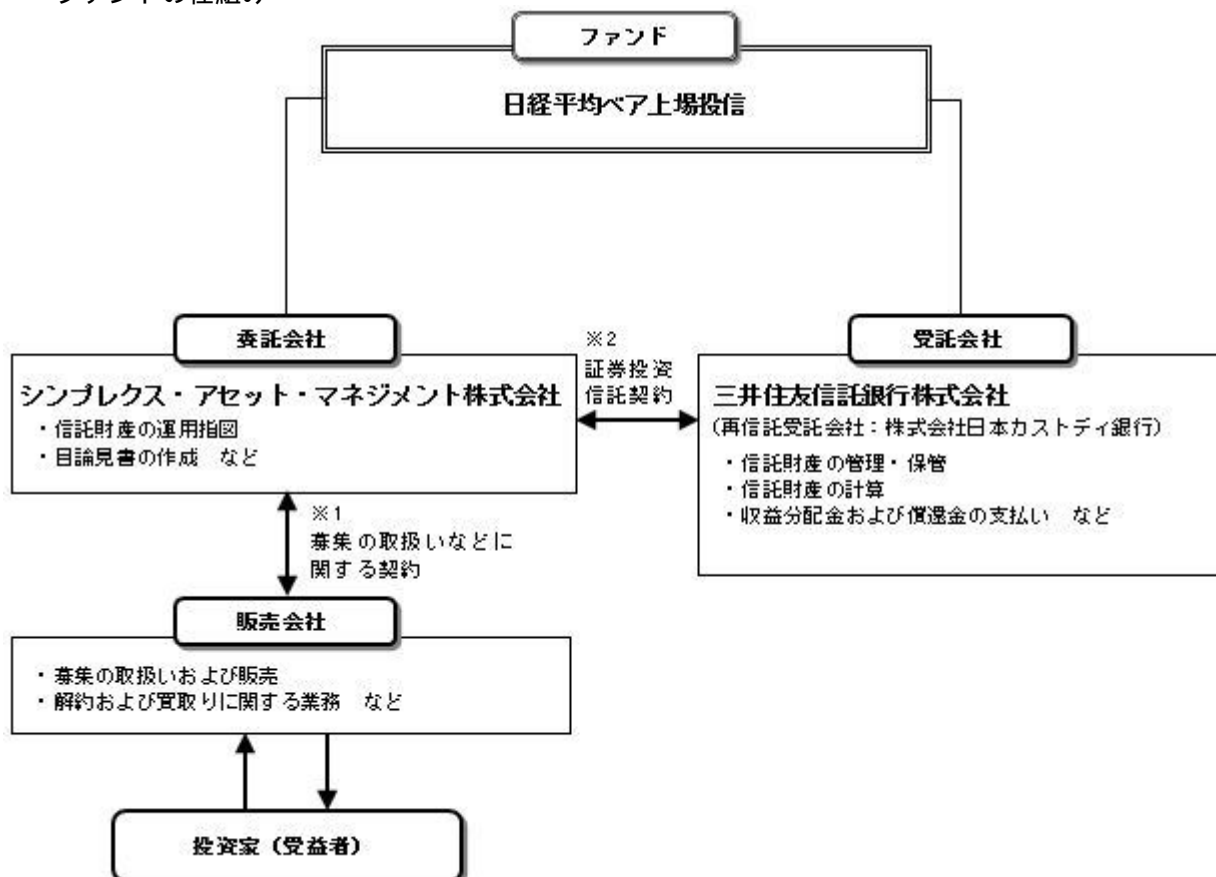 ファンドの仕組み
ファンド
日経平均ベア上場投信
委託会社
シンプレクス・アセット・マネジメント株式会社
・信託財産の運用指図
・目論見書の作成 など
※2
証券投資
信託契約
受託会社
三井住友信託銀行株式会社
(再信託受託会社：株式会社日本カストディ銀行)
・信託財産の管理・保管
・信託財産の計算
・収益分配金および償還金の支払い など
※1
募集の取扱いなどに
関する契約
販売会社
・募集の取扱いおよび販売
・解約および買取りに関する業務 など
投資家（受益者）